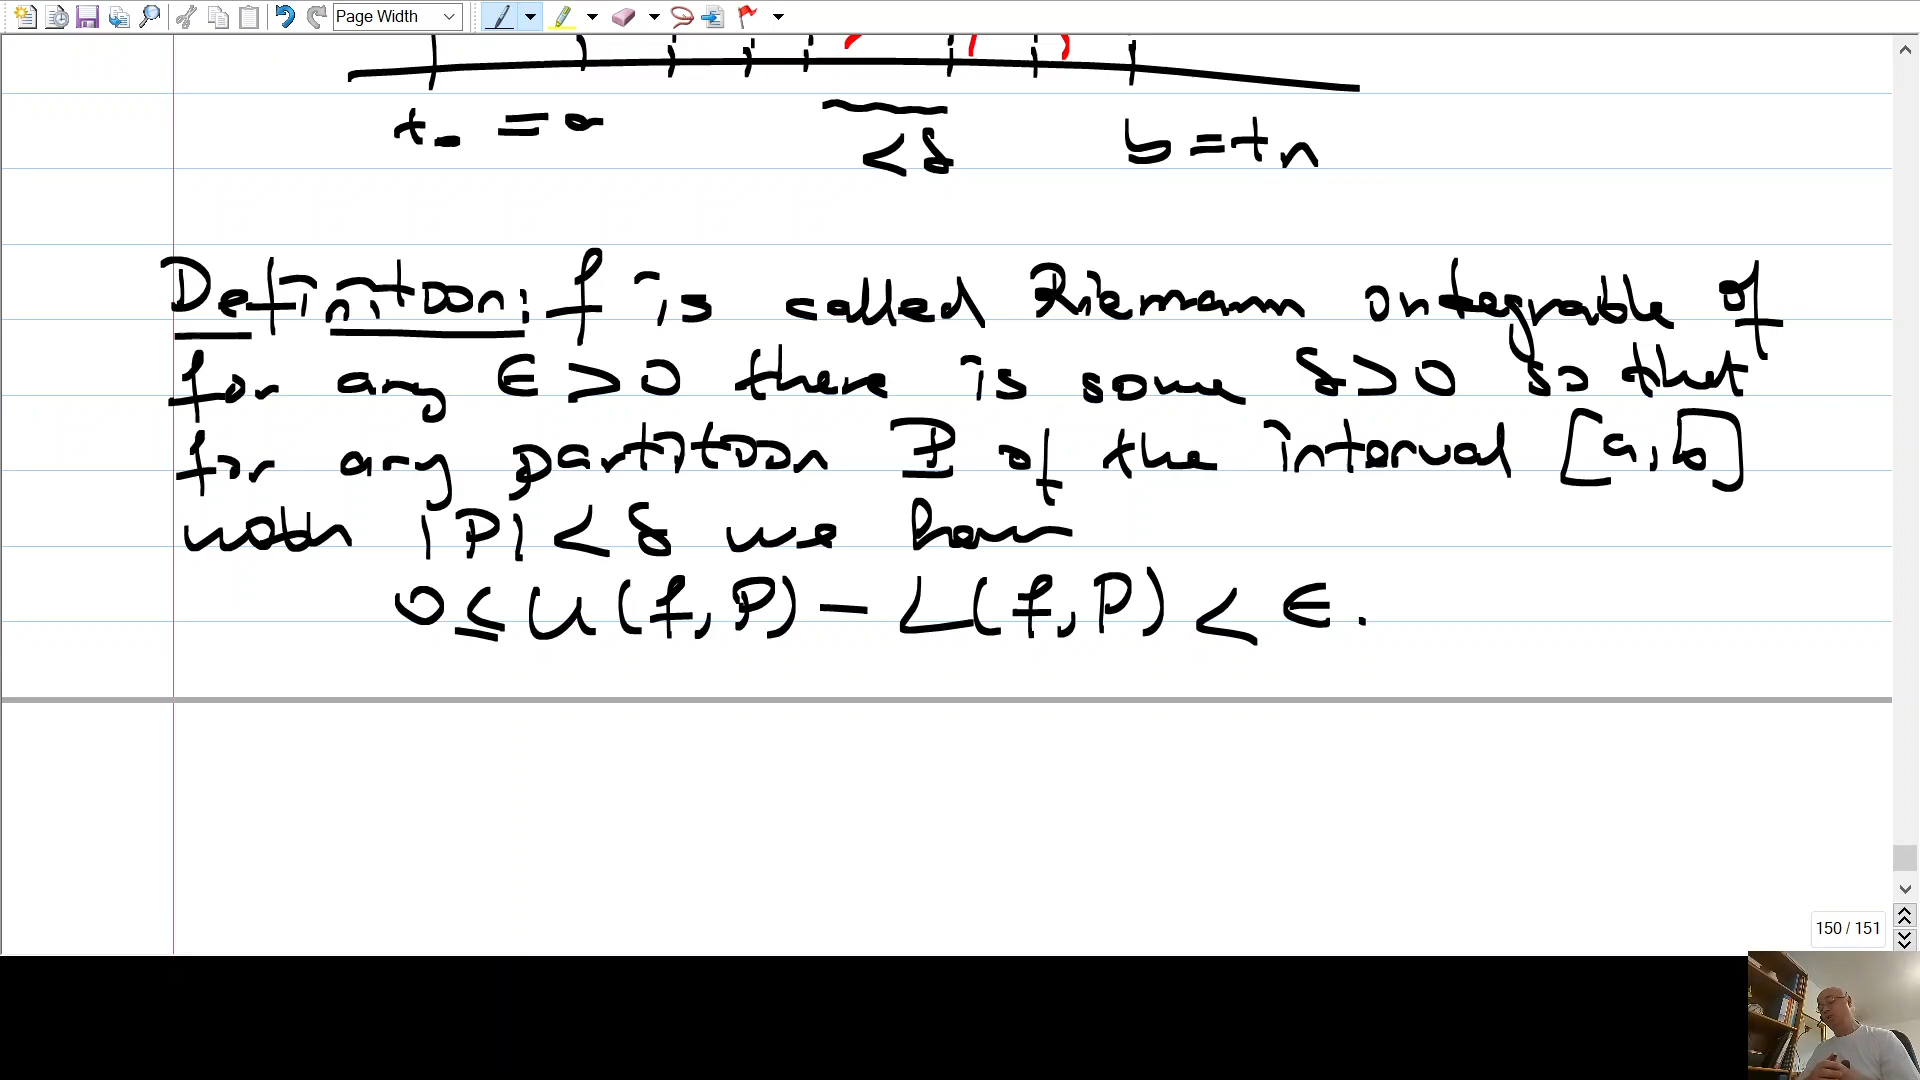 Page Width
t₀ = a
< δ
b = tn
Definition: f is called Riemann integrable if
for any ϵ > 0 there is some δ > 0 so that
for any partition P of the interval [a,b]
with |P| < δ we have
0 ≤ U(f,P) − L(f,P) < ϵ.
150 / 151